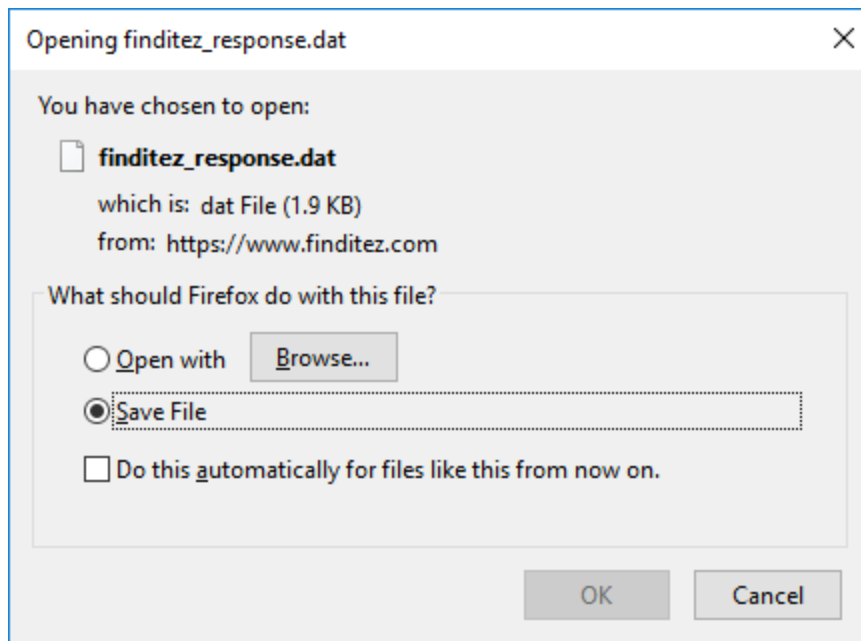 Opening finditez_response.dat
You have chosen to open:
finditez_response.dat
which is: dat File (1.9 KB)
from: https://www.finditez.com
What should Firefox do with this file?
Open with Browse...
Save File
Do this automatically for files like this from now on.
OK Cancel